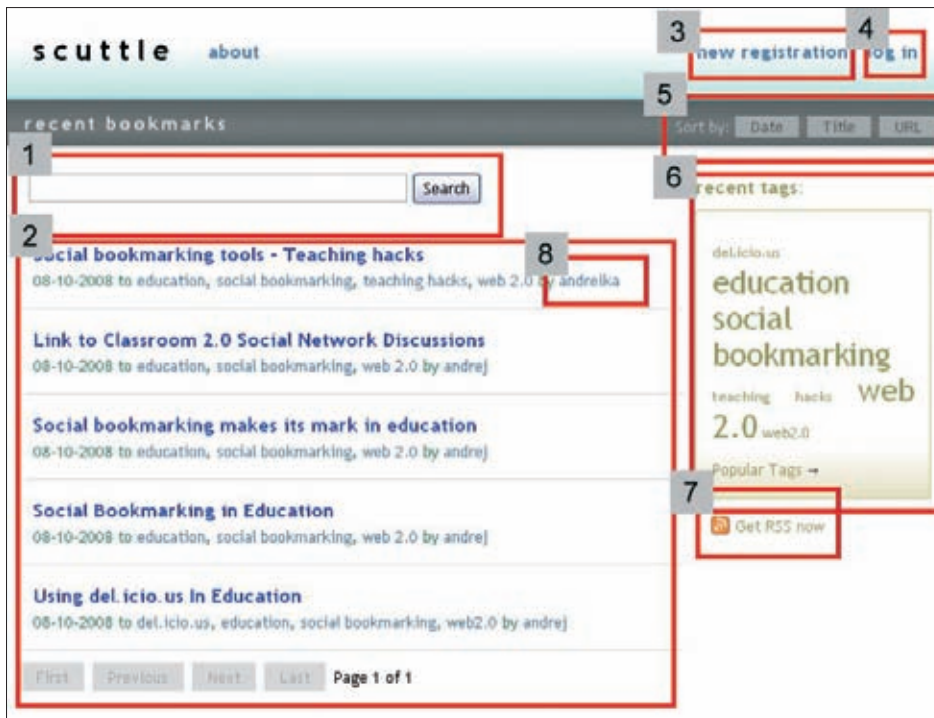 scuttle about
3
new registration
4
log in
recent bookmarks
5
Sort by: Date Title URL
1
Search
2
Social bookmarking tools - Teaching hacks
8
08-10-2008 to education, social bookmarking, teaching hacks, web 2.0 by andrejka
Link to Classroom 2.0 Social Network Discussions
08-10-2008 to education, social bookmarking, web 2.0 by andrej
Social bookmarking makes its mark in education
08-10-2008 to education, social bookmarking, web 2.0 by andrej
Social Bookmarking in Education
08-10-2008 to education, social bookmarking, web 2.0 by andrej
Using del.icio.us In Education
08-10-2008 to del.icio.us, education, social bookmarking, web2.0 by andrej
First Previous Next Last Page 1 of 1
6
recent tags:
del.icio.us
education
social
bookmarking
teaching hacks web
2.0 web2.0
Popular Tags →
7
Get RSS now